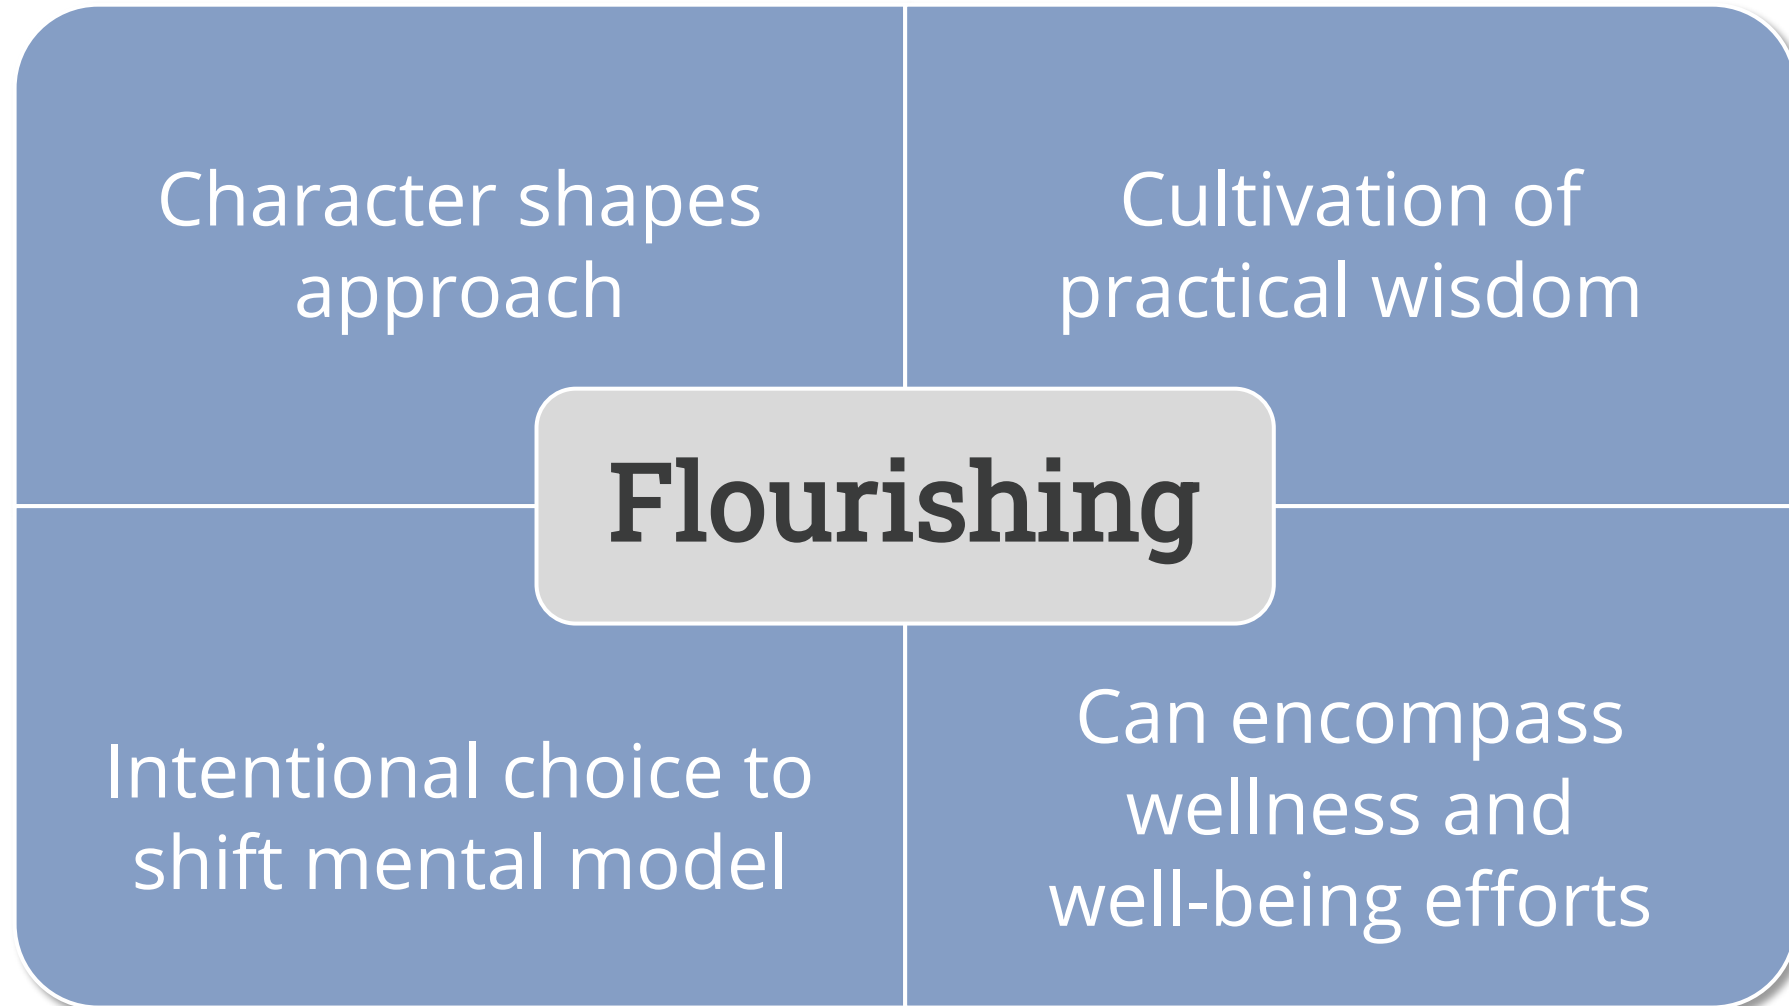 Character shapes
approach
Cultivation of
practical wisdom
Flourishing
Intentional choice to
shift mental model
Can encompass
wellness and
well-being efforts